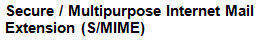 Secure / Multipurpose Internet Mail
Extension (S/MIME)